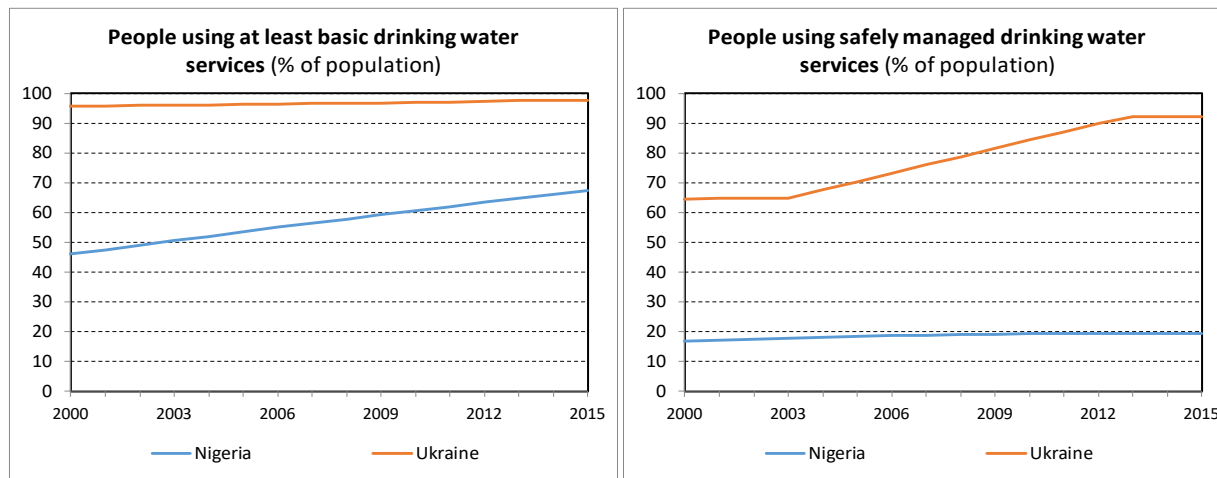 People using at least basic drinking water
services (% of population)
100
90
80
70
60
50
40
30
20
10
0
2000 2003 2006 2009 2012 2015
Nigeria Ukraine
People using safely managed drinking water
services (% of population)
100
90
80
70
60
50
40
30
20
10
0
2000 2003 2006 2009 2012 2015
Nigeria Ukraine